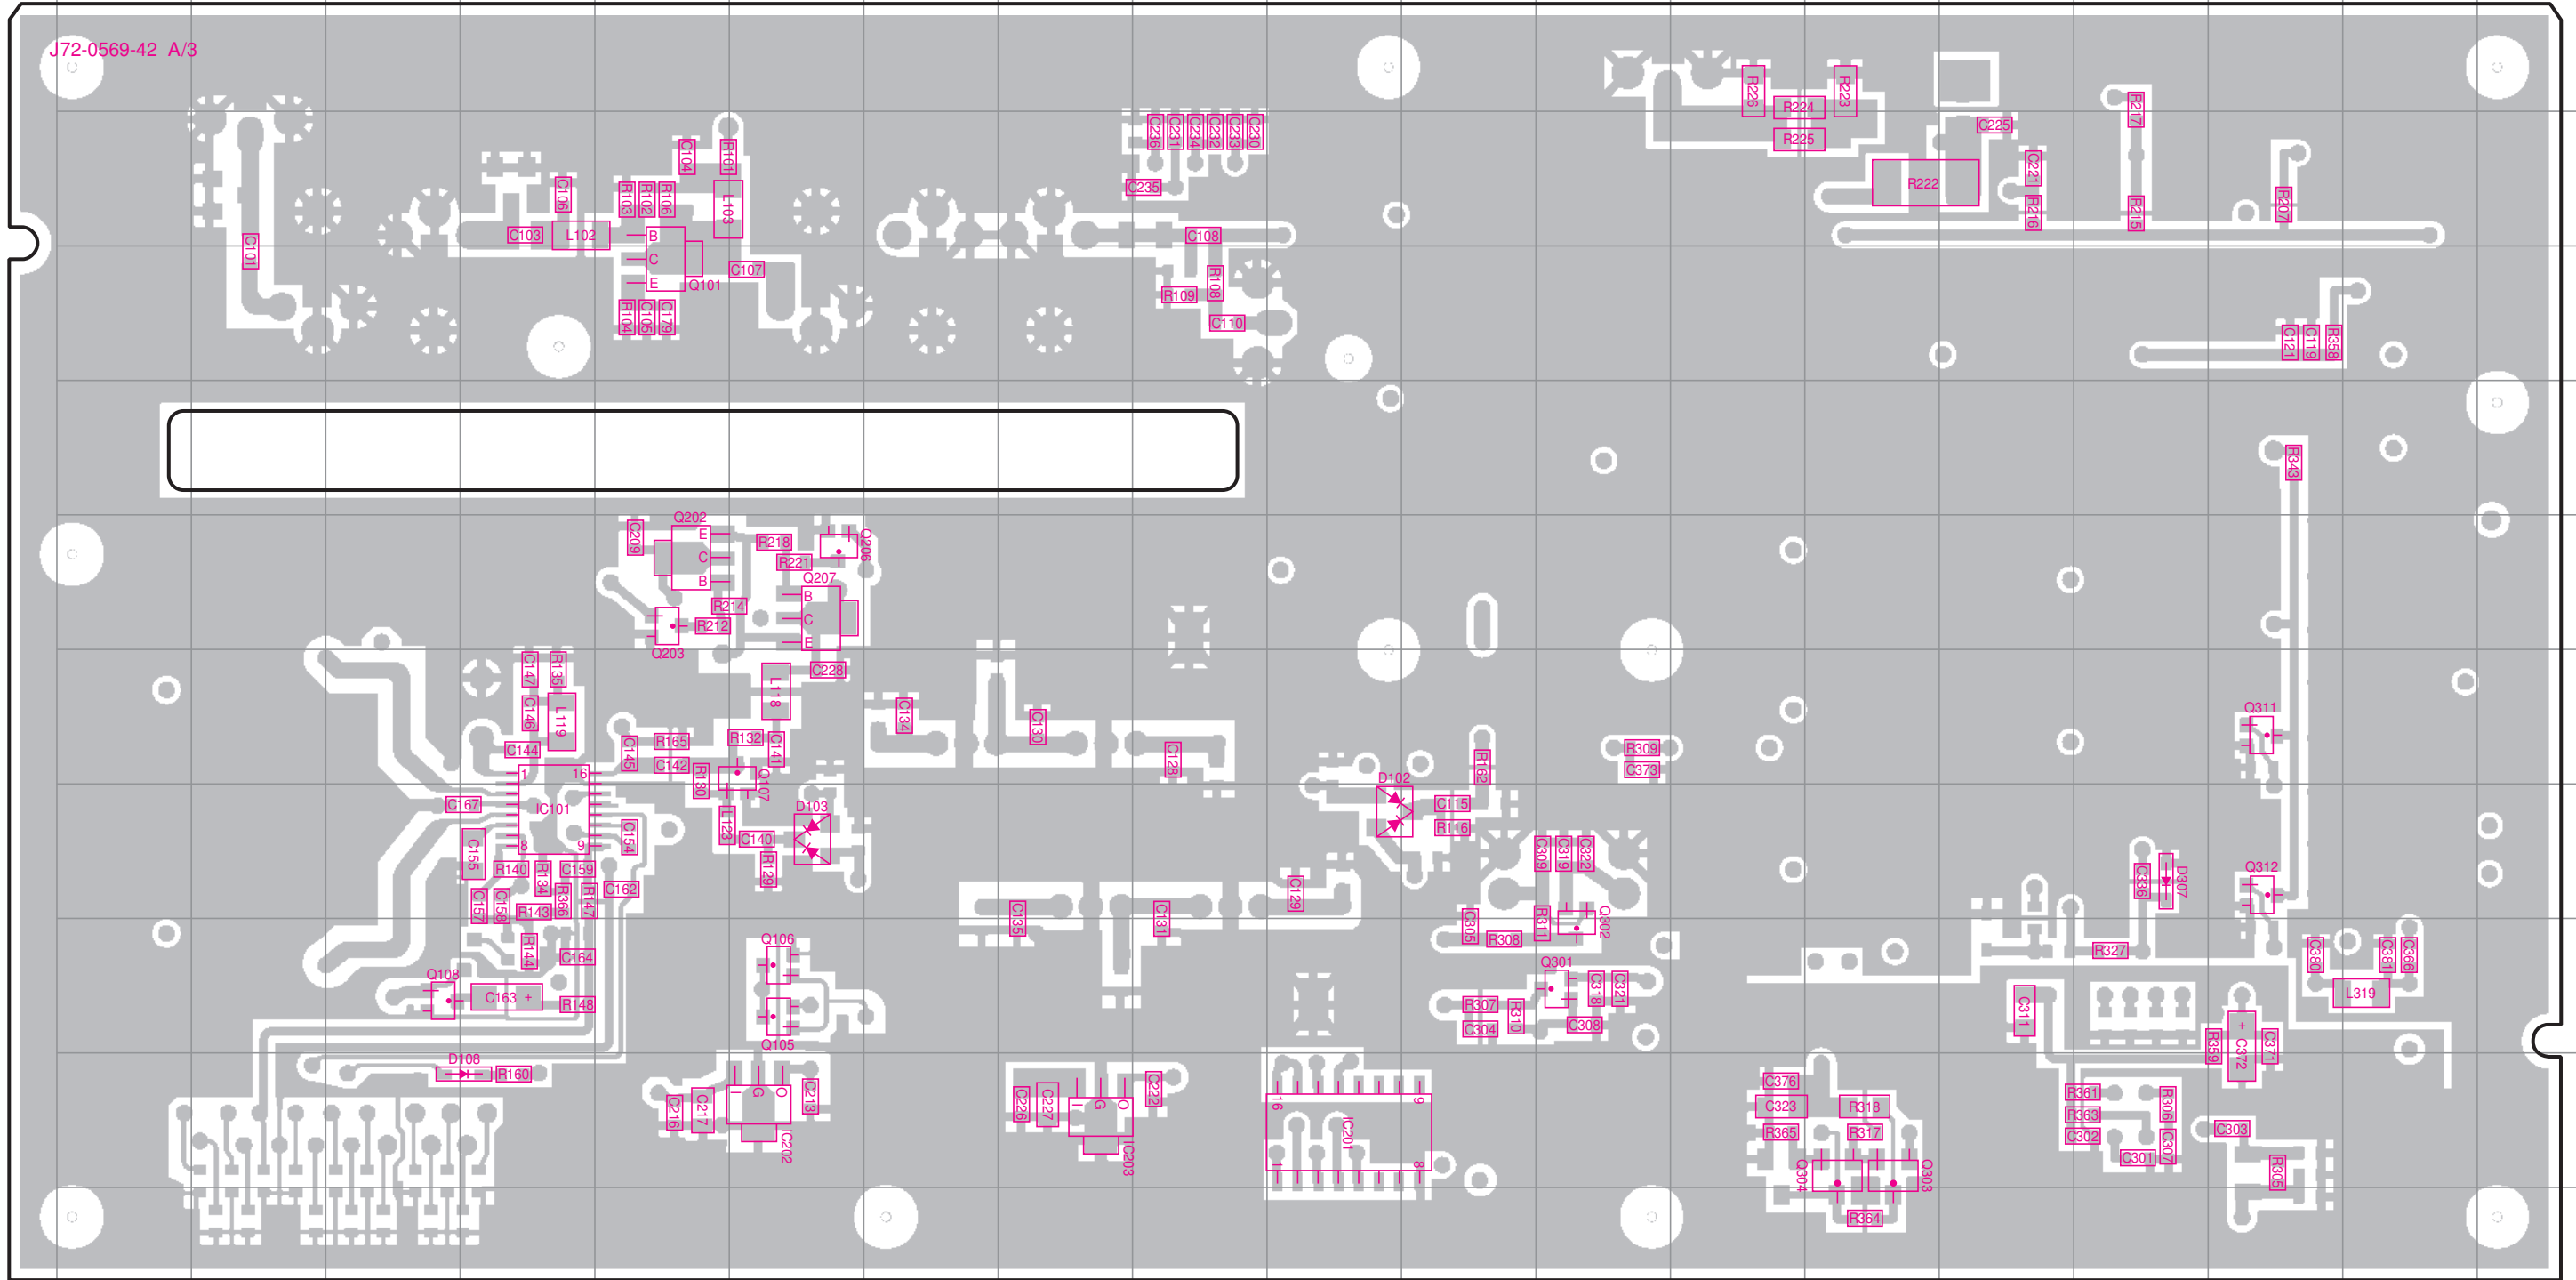 J72-0569-42 A/3
R226
R224
R223
R225
R217
C225
C236
C231
C234
C232
C233
C230
C104
R101
C235
R222
C221
R216
R215
R207
C106
R103
R102
R106
L103
C103
L102
B
C
E
Q101
C107
C101
C108
R109
R108
C110
R104
C105
C179
C121
C119
R358
R343
Q202
C209
E
C
B
R218
R221
Q206
Q207
R214
B
C
E
R212
Q203
C228
C147
R135
C146
L119
L118
C134
C130
Q311
C144
C145
R165
R132
C141
C128
C142
R130
Q107
R162
R309
C373
1
16
IC101
8
9
C167
D103
D102
C115
R116
L123
C140
R129
C154
C155
R140
R134
C159
C162
C157
C158
R143
R366
R147
C309
C319
C322
C336
D307
Q312
C129
C135
C131
C305
R308
R311
Q302
R144
C164
Q106
Q301
R327
C380
C381
C366
Q108
C163 +
R148
Q105
R307
C304
R310
C318
C321
C308
C311
L319
R359
+
C372
C371
D108
R160
C216
C217
I
G
O
C213
IC202
C226
C227
I
G
O
C222
IC203
16
9
IC201
1
8
C376
C323
R318
R365
R317
Q304
Q303
R364
R361
R363
C302
R306
C301
C307
C303
R305